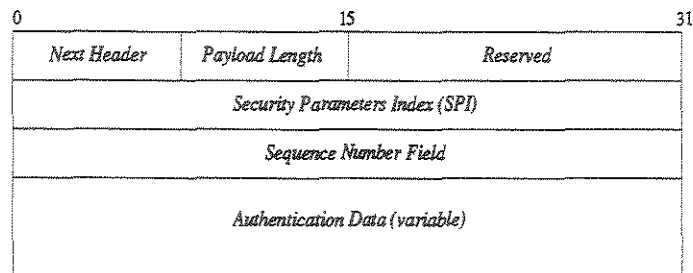 0 15 31
Next Header Payload Length Reserved
Security Parameters Index (SPI)
Sequence Number Field
Authentication Data (variable)